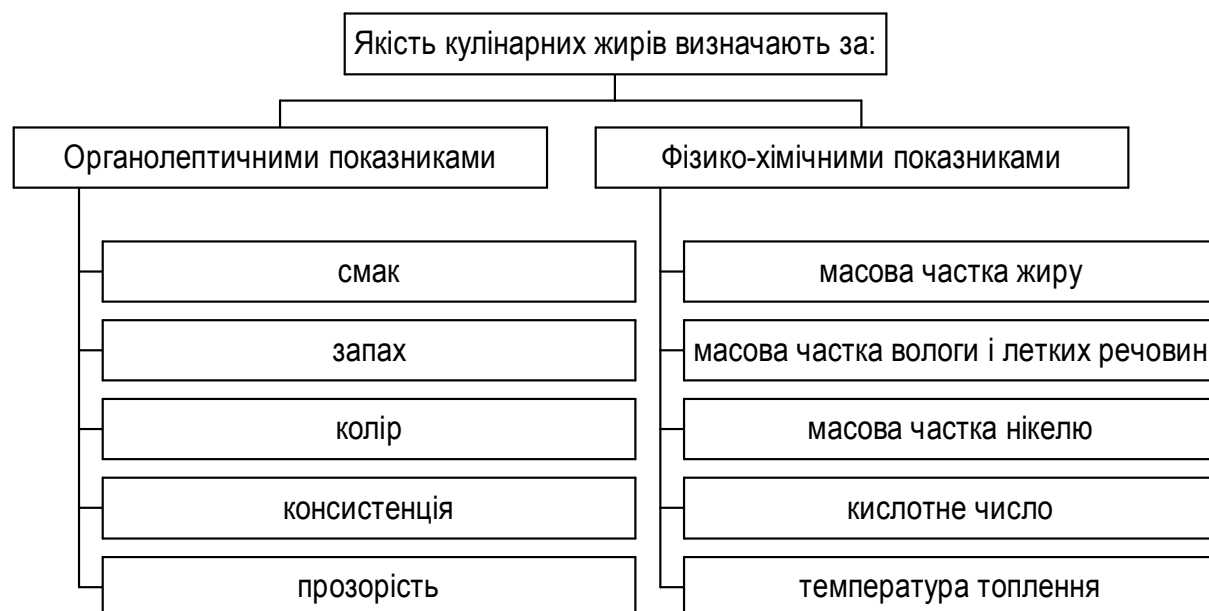 Якість кулінарних жирів визначають за:
Органолептичними показниками
смак
запах
колір
консистенція
прозорість
Фізико-хімічними показниками
масова частка жиру
масова частка вологи і летких речовин
масова частка нікелю
кислотне число
температура топлення